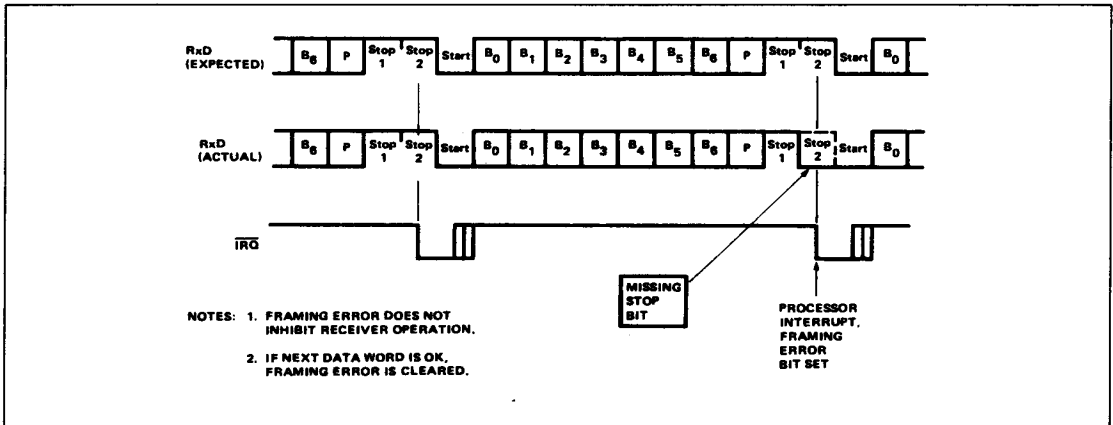 RxD
(EXPECTED)
B6 P Stop 1 Stop 2 Start B0 B1 B2 B3 B4 B5 B6 P Stop 1 Stop 2 Start B0
RxD
(ACTUAL)
B6 P Stop 1 Stop 2 Start B0 B1 B2 B3 B4 B5 B6 P Stop 1 Stop 2 Start B0
IRQ
MISSING
STOP
BIT
PROCESSOR
INTERRUPT,
FRAMING
ERROR
BIT SET
NOTES: 1. FRAMING ERROR DOES NOT
INHIBIT RECEIVER OPERATION.
2. IF NEXT DATA WORD IS OK,
FRAMING ERROR IS CLEARED.